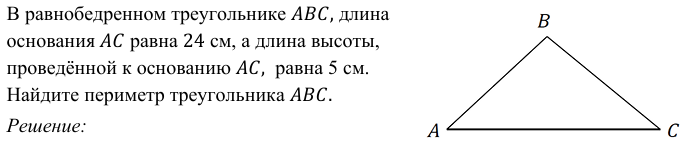 В равнобедренном треугольнике ABC, длина
основания AC равна 24 см, а длина высоты,
проведённой к основанию AC, равна 5 см.
Найдите периметр треугольника ABC.
Решение:
B
A
C